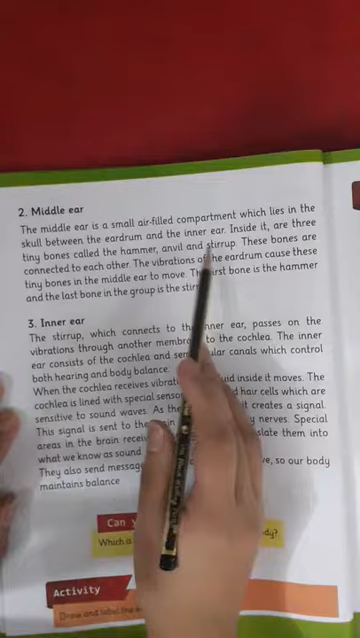 2. Middle ear
The middle ear is a small air-filled compartment which lies in the
skull between the eardrum and the inner ear. Inside it, are three
tiny bones called the hammer, anvil and stirrup. These bones are
connected to each other. The vibrations of the eardrum cause these
tiny bones in the middle ear to move. The first bone is the hammer
and the last bone in the group is the
3. Inner ear
The stirrup, which connects to the inner ear, passes on the
vibrations through another to the cochlea. The inner
ear consists of the cochlea and canals which control
both hearing and body balance.
When the cochlea receives fluid inside it moves. The
cochlea is lined with special hair cells which are
sensitive to sound waves. As the it creates a signal.
This signal is sent to the nerves. Special
areas in the brain them into
what we know as sound
They also send so our body
maintains balance
Can
Which
Activity
Draw and label the